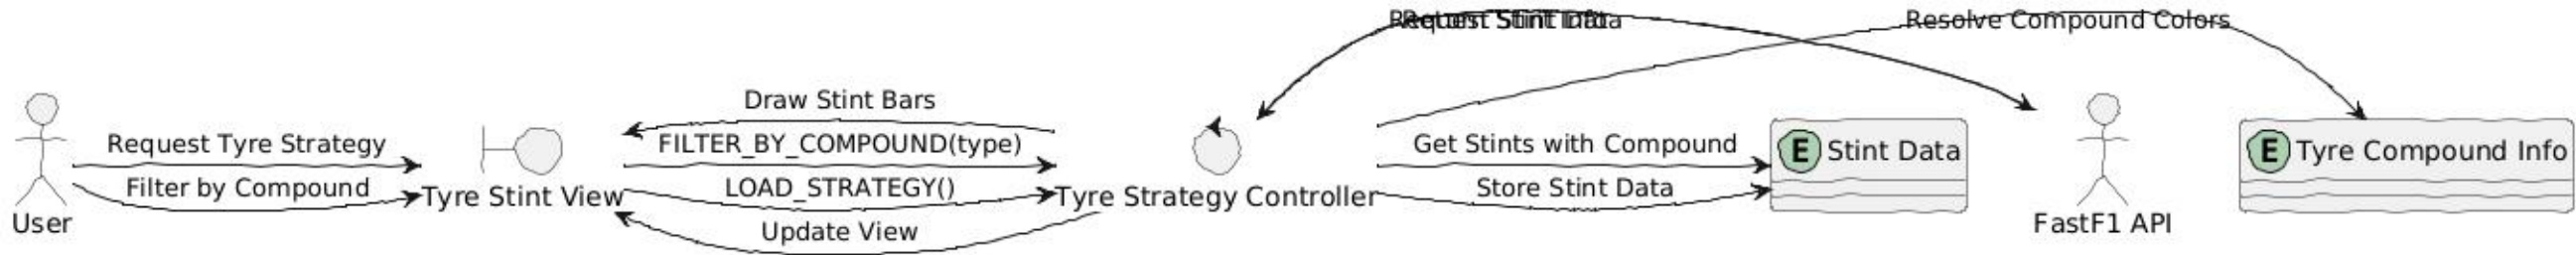 Resolve Compound Colors
Draw Stint Bars
Request Tyre Strategy
FILTER_BY_COMPOUND(type)
Get Stints with Compound
E Stint Data
E Tyre Compound Info
Filter by Compound
Tyre Stint View
LOAD_STRATEGY()
Tyre Strategy Controller
Store Stint Data
User
Update View
FastF1 API